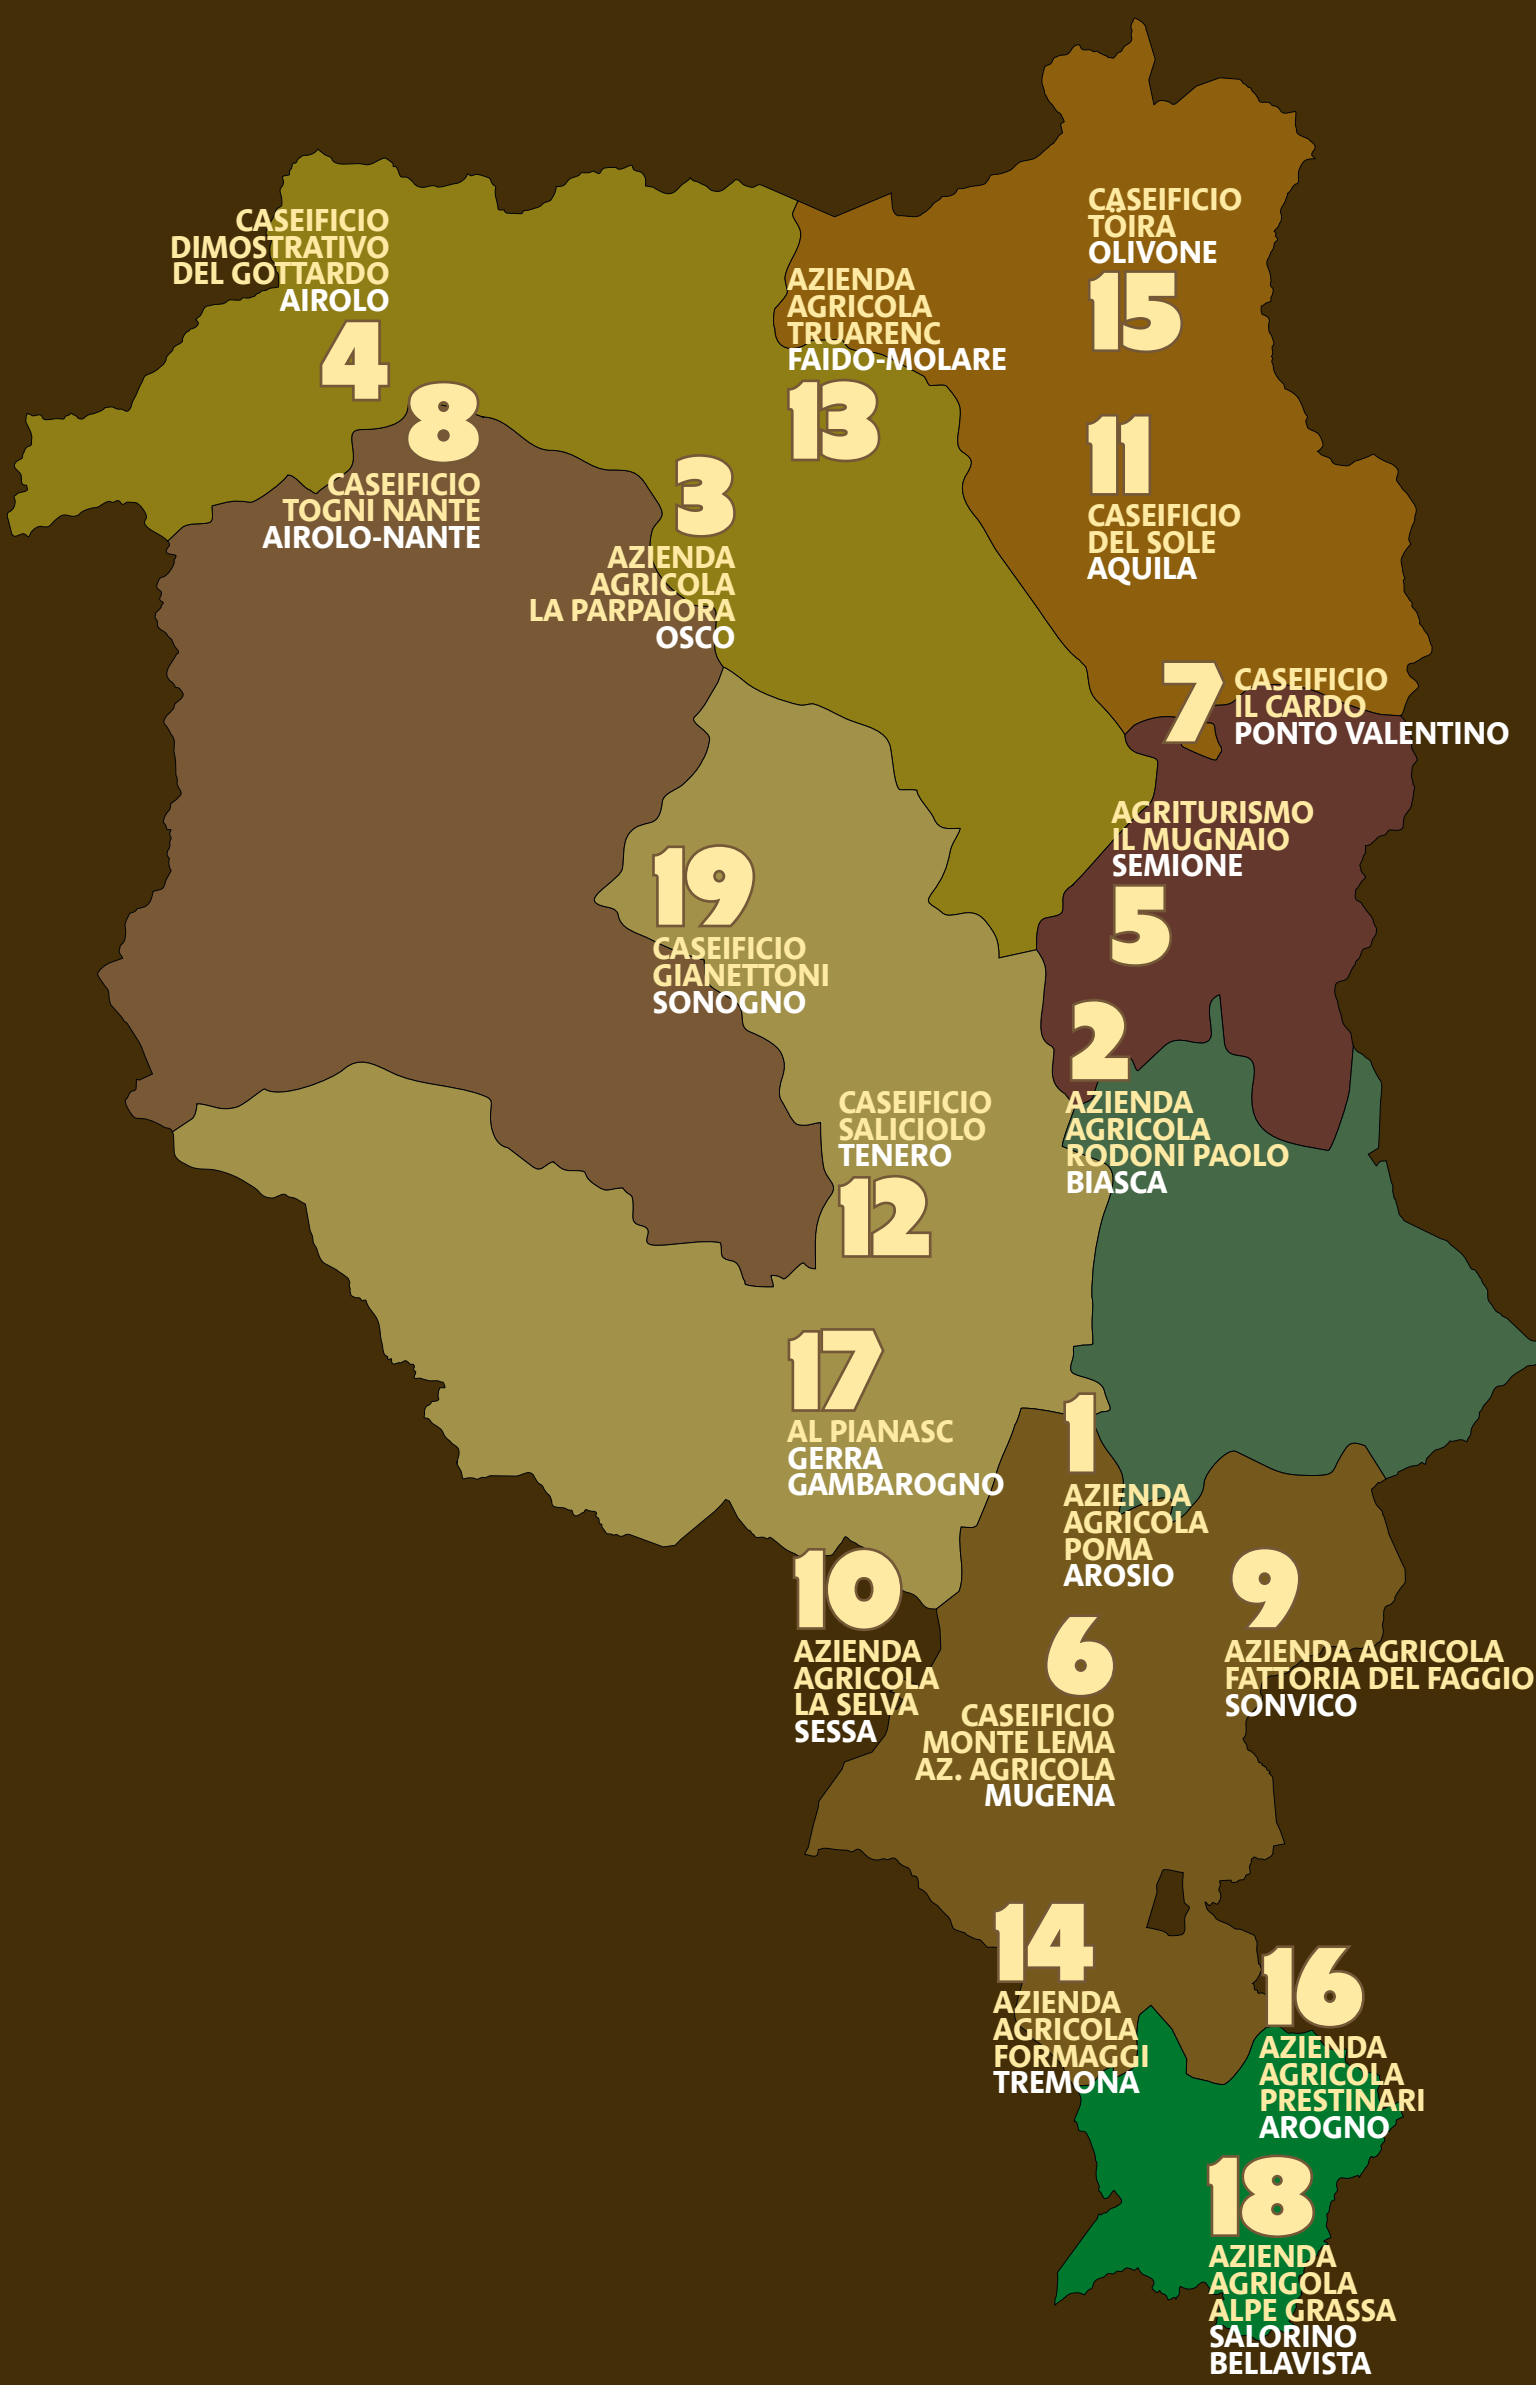 CASEIFICIO
TÖIRA
OLIVONE
15
CASEIFICIO
DIMOSTRATIVO
DEL GOTTARDO
AIROLO
4
AZIENDA
AGRICOLA
TRUARENC
FAIDO-MOLARE
13
8
CASEIFICIO
TOGNI NANTE
AIROLO-NANTE
11
CASEIFICIO
DEL SOLE
AQUILA
3
AZIENDA
AGRICOLA
LA PARPAIORA
OSCO
7
CASEIFICIO
IL CARDO
PONTO VALENTINO
AGRITURISMO
IL MUGNAIO
SEMIONE
5
19
CASEIFICIO
GIANETTONI
SONOGNO
2
AZIENDA
AGRICOLA
RODONI PAOLO
BIASCA
CASEIFICIO
SALICIOLO
TENERO
12
17
AL PIANASC
GERRA
GAMBAROGNO
1
AZIENDA
AGRICOLA
POMA
AROSIO
10
AZIENDA
AGRICOLA
LA SELVA
SESSA
9
AZIENDA AGRICOLA
FATTORIA DEL FAGGIO
SONVICO
6
CASEIFICIO
MONTE LEMA
AZ. AGRICOLA
MUGENA
14
AZIENDA
AGRICOLA
FORMAGGI
TREMONA
16
AZIENDA
AGRICOLA
PRESTINARI
AROGNO
18
AZIENDA
AGRIGOLA
ALPE GRASSA
SALORINO
BELLAVISTA